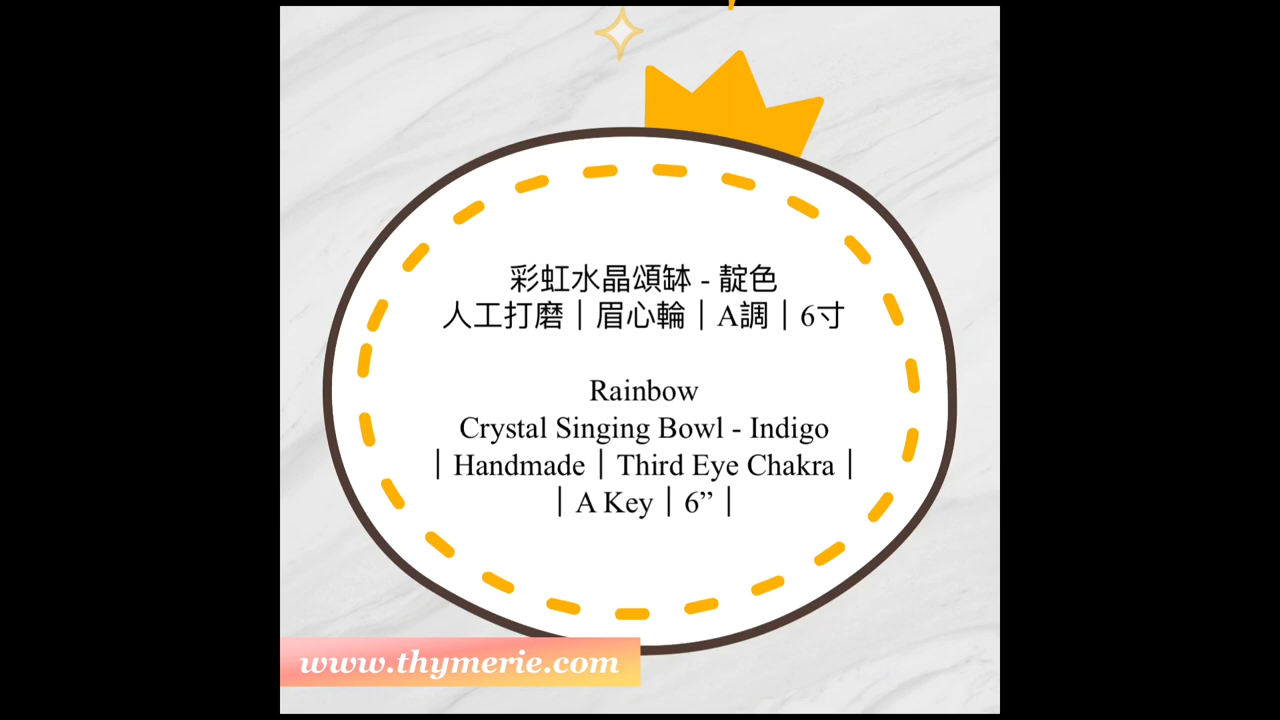 彩虹水晶頌缽 - 靛色
人工打磨｜眉心輪｜A調｜6寸
Rainbow
Crystal Singing Bowl - Indigo
｜Handmade｜Third Eye Chakra｜
｜A Key｜6”｜
www.thymerie.com